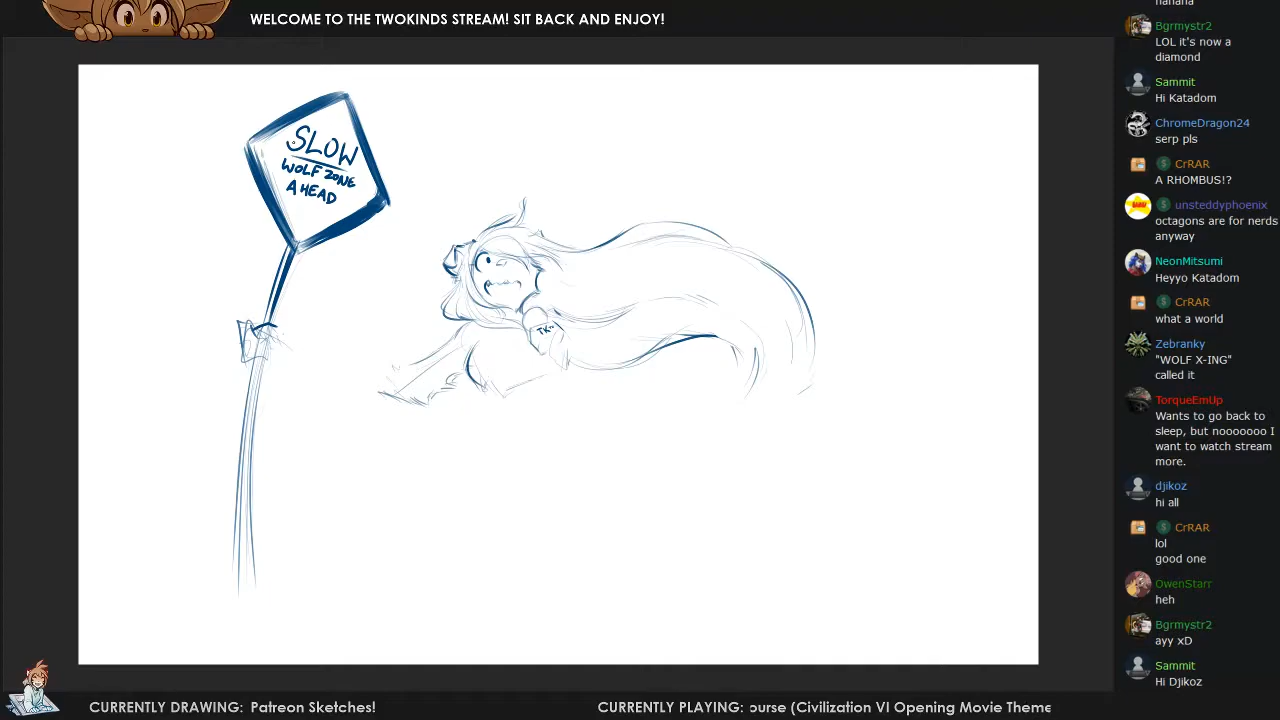 WELCOME TO THE TWOKINDS STREAM! SIT BACK AND ENJOY!
SLOW
WOLF ZONE
AHEAD
TK
Bgrmystr2
LOL it's now a
diamond
Sammit
Hi Katadom
ChromeDragon24
serp pls
CrRAR
A RHOMBUS!?
unsteddyphoenix
octagons are for nerds
anyway
NeonMitsumi
Heyyo Katadom
CrRAR
what a world
Zebranky
"WOLF X-ING"
called it
TorqueEmUp
Wants to go back to
sleep, but nooooooo I
want to watch stream
more.
djikoz
hi all
CrRAR
lol
good one
OwenStarr
heh
Bgrmystr2
ayy xD
Sammit
Hi Djikoz
CURRENTLY DRAWING: Patreon Sketches!
CURRENTLY PLAYING: ourse (Civilization VI Opening Movie Theme